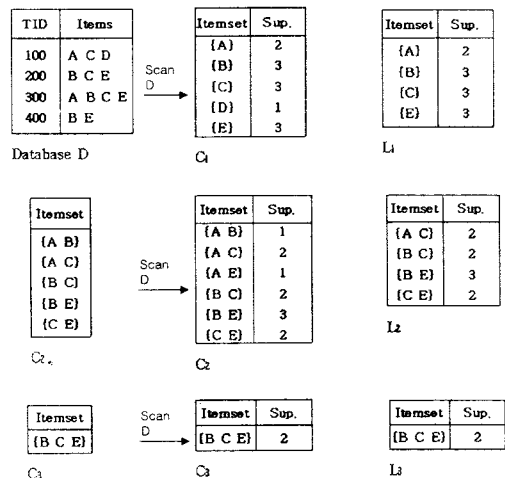 TID Items
100 A C D
200 B C E
300 A B C E
400 B E
Database D
Scan
D
Itemset Sup.
{A} 2
{B} 3
{C} 3
{D} 1
{E} 3
C1
Itemset Sup.
{A} 2
{B} 3
{C} 3
{E} 3
L1
Itemset
{A B}
{A C}
{B C}
{B E}
{C E}
C2
Scan
D
Itemset Sup.
{A B} 1
{A C} 2
{A E} 1
{B C} 2
{B E} 3
{C E} 2
C2
Itemset Sup.
{A C} 2
{B C} 2
{B E} 3
{C E} 2
L2
Itemset
{B C E}
C3
Scan
D
Itemset Sup.
{B C E} 2
C3
Itemset Sup.
{B C E} 2
L3